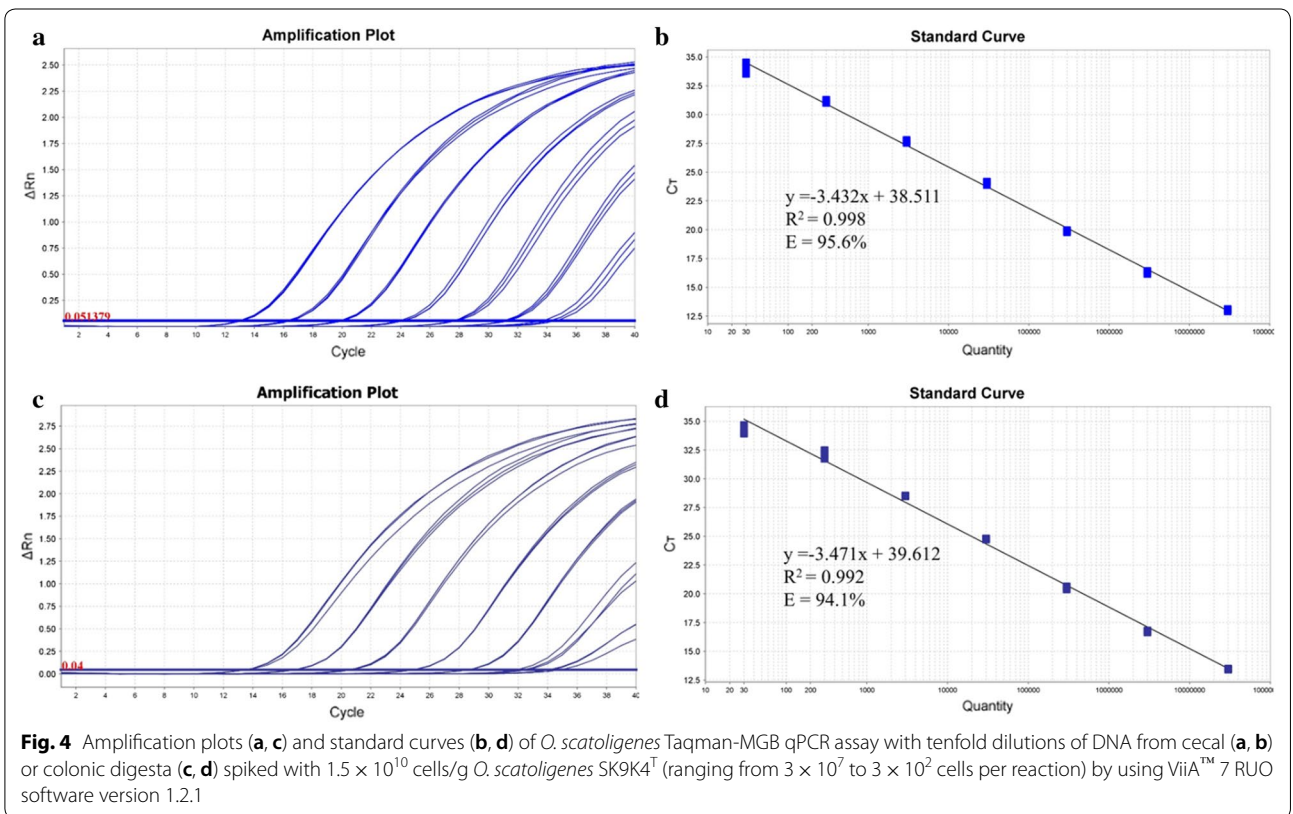 a
Amplification Plot
ΔRn
2.50
2.25
2.00
1.75
1.50
1.25
1.00
0.75
0.50
0.25
0.051379
2 4 6 8 10 12 14 16 18 20 22 24 26 28 30 32 34 36 38 40
Cycle
b
Standard Curve
Cт
35.0
32.5
30.0
27.5
25.0
22.5
20.0
17.5
15.0
12.5
y =-3.432x + 38.511
R² = 0.998
E = 95.6%
10 20 30 100 200 1000 10000 100000 1000000 10000000 100000
Quantity
c
Amplification Plot
ΔRn
2.75
2.50
2.25
2.00
1.75
1.50
1.25
1.00
0.75
0.50
0.25
0.00
0.04
2 4 6 8 10 12 14 16 18 20 22 24 26 28 30 32 34 36 38 40
Cycle
d
Standard Curve
Cт
35.0
32.5
30.0
27.5
25.0
22.5
20.0
17.5
15.0
12.5
y =-3.471x + 39.612
R² = 0.992
E = 94.1%
10 20 30 100 200 1000 10000 100000 1000000 10000000 100000
Quantity
Fig. 4 Amplification plots (a, c) and standard curves (b, d) of O. scatoligenes Taqman-MGB qPCR assay with tenfold dilutions of DNA from cecal (a, b)
or colonic digesta (c, d) spiked with 1.5 × 10¹⁰ cells/g O. scatoligenes SK9K4ᵀ (ranging from 3 × 10⁷ to 3 × 10² cells per reaction) by using ViiA™ 7 RUO
software version 1.2.1